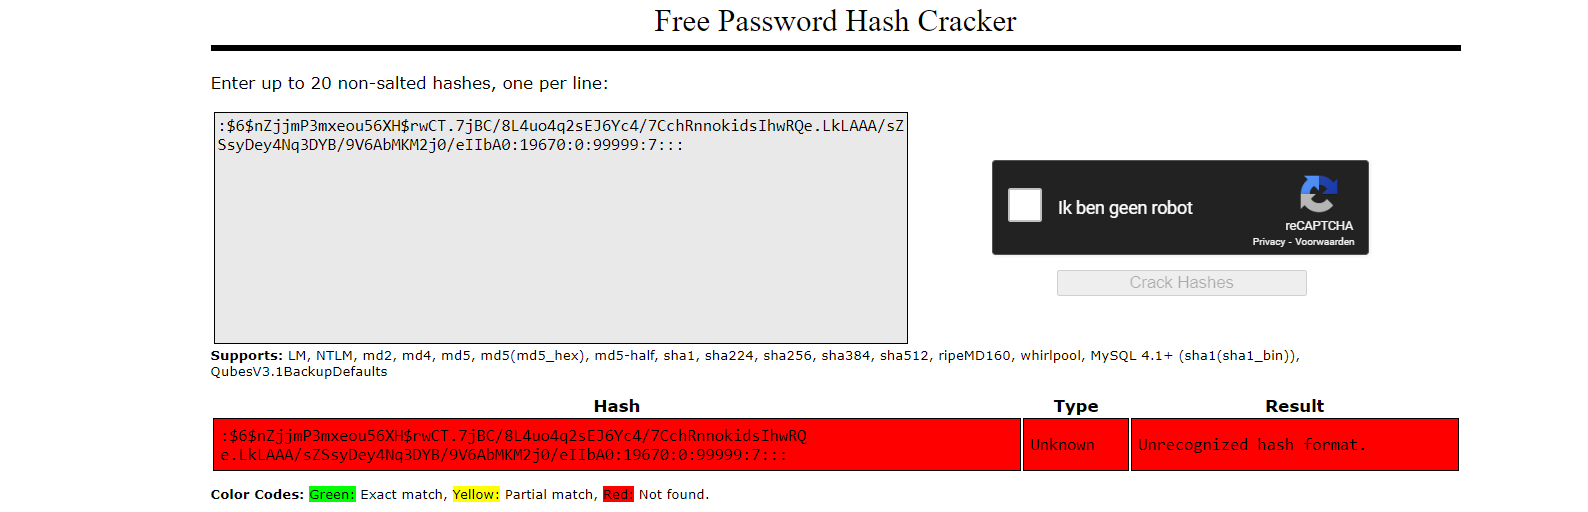 Free Password Hash Cracker
Enter up to 20 non-salted hashes, one per line:
:$6$nZjjmP3mxeou56XH$rwCT.7jBC/8L4uo4q2sEJ6Yc4/7CchRnnokidsIhwRQe.LkLAAA/sZ
SsyDey4Nq3DYB/9V6AbMKM2j0/eIIbA0:19670:0:99999:7:::
Ik ben geen robot
reCAPTCHA
Privacy - Voorwaarden
Crack Hashes
Supports: LM, NTLM, md2, md4, md5, md5(md5_hex), md5-half, sha1, sha224, sha256, sha384, sha512, ripeMD160, whirlpool, MySQL 4.1+ (sha1(sha1_bin)),
QubesV3.1BackupDefaults
Hash Type Result
:$6$nZjjmP3mxeou56XH$rwCT.7jBC/8L4uo4q2sEJ6Yc4/7CchRnnokidsIhwRQ
e.LkLAAA/sZSsyDey4Nq3DYB/9V6AbMKM2j0/eIIbA0:19670:0:99999:7:::
Unknown
Unrecognized hash format.
Color Codes: Green: Exact match, Yellow: Partial match, Red: Not found.